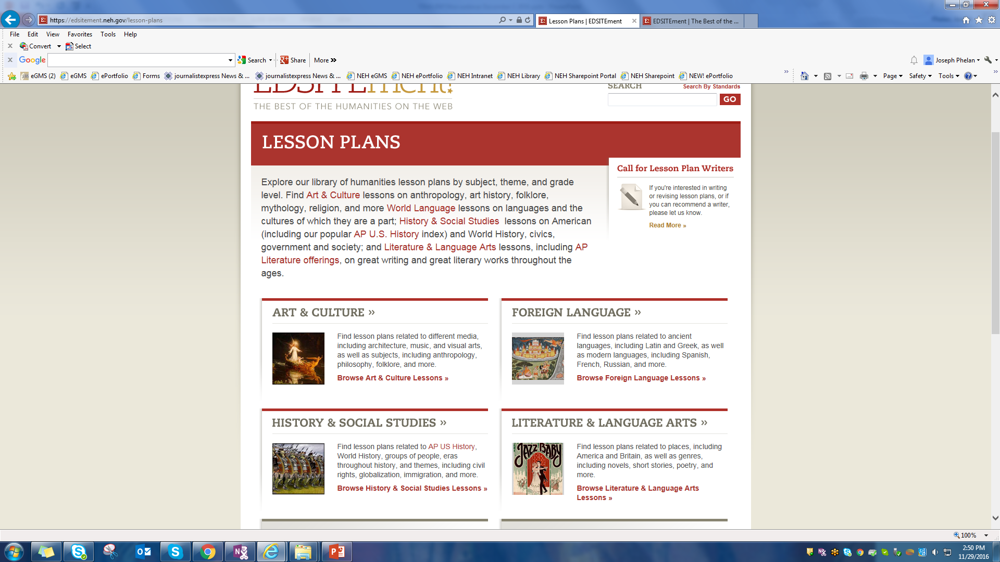 https://edsitement.neh.gov/lesson-plans
Lesson Plans | EDSITEment
EDSITEment | The Best of the ...
File Edit View Favorites Tools Help
Convert Select
Google Search Share More »
Joseph Phelan
eGMS (2) eGMS ePortfolio Forms journalistexpress News & ... journalistexpress News & ... NEH eGMS NEH ePortfolio NEH Intranet NEH Library NEH Sharepoint Portal NEH Sharepoint NEW! ePortfolio
Page Safety Tools
EDSITEment!
THE BEST OF THE HUMANITIES ON THE WEB
SEARCH Search By Standards
GO
LESSON PLANS
Explore our library of humanities lesson plans by subject, theme, and grade
level. Find Art & Culture lessons on anthropology, art history, folklore,
mythology, religion, and more World Language lessons on languages and the
cultures of which they are a part; History & Social Studies lessons on American
(including our popular AP U.S. History index) and World History, civics,
government and society; and Literature & Language Arts lessons, including AP
Literature offerings, on great writing and great literary works throughout the
ages.
Call for Lesson Plan Writers
If you're interested in writing
or revising lesson plans, or if
you can recommend a writer,
please let us know.
Read More »
ART & CULTURE »
Find lesson plans related to different media,
including architecture, music, and visual arts,
as well as subjects, including anthropology,
philosophy, folklore, and more.
Browse Art & Culture Lessons »
FOREIGN LANGUAGE »
Find lesson plans related to ancient
languages, including Latin and Greek, as well
as modern languages, including Spanish,
French, Russian, and more.
Browse Foreign Language Lessons »
HISTORY & SOCIAL STUDIES »
Find lesson plans related to AP US History,
World History, groups of people, eras
throughout history, and themes, including civil
rights, globalization, immigration, and more.
Browse History & Social Studies Lessons »
LITERATURE & LANGUAGE ARTS »
JAZZ BABY
Find lesson plans related to places, including
America and Britain, as well as genres,
including novels, short stories, poetry, and
more.
Browse Literature & Language Arts
Lessons »
100%
2:50 PM
11/29/2016